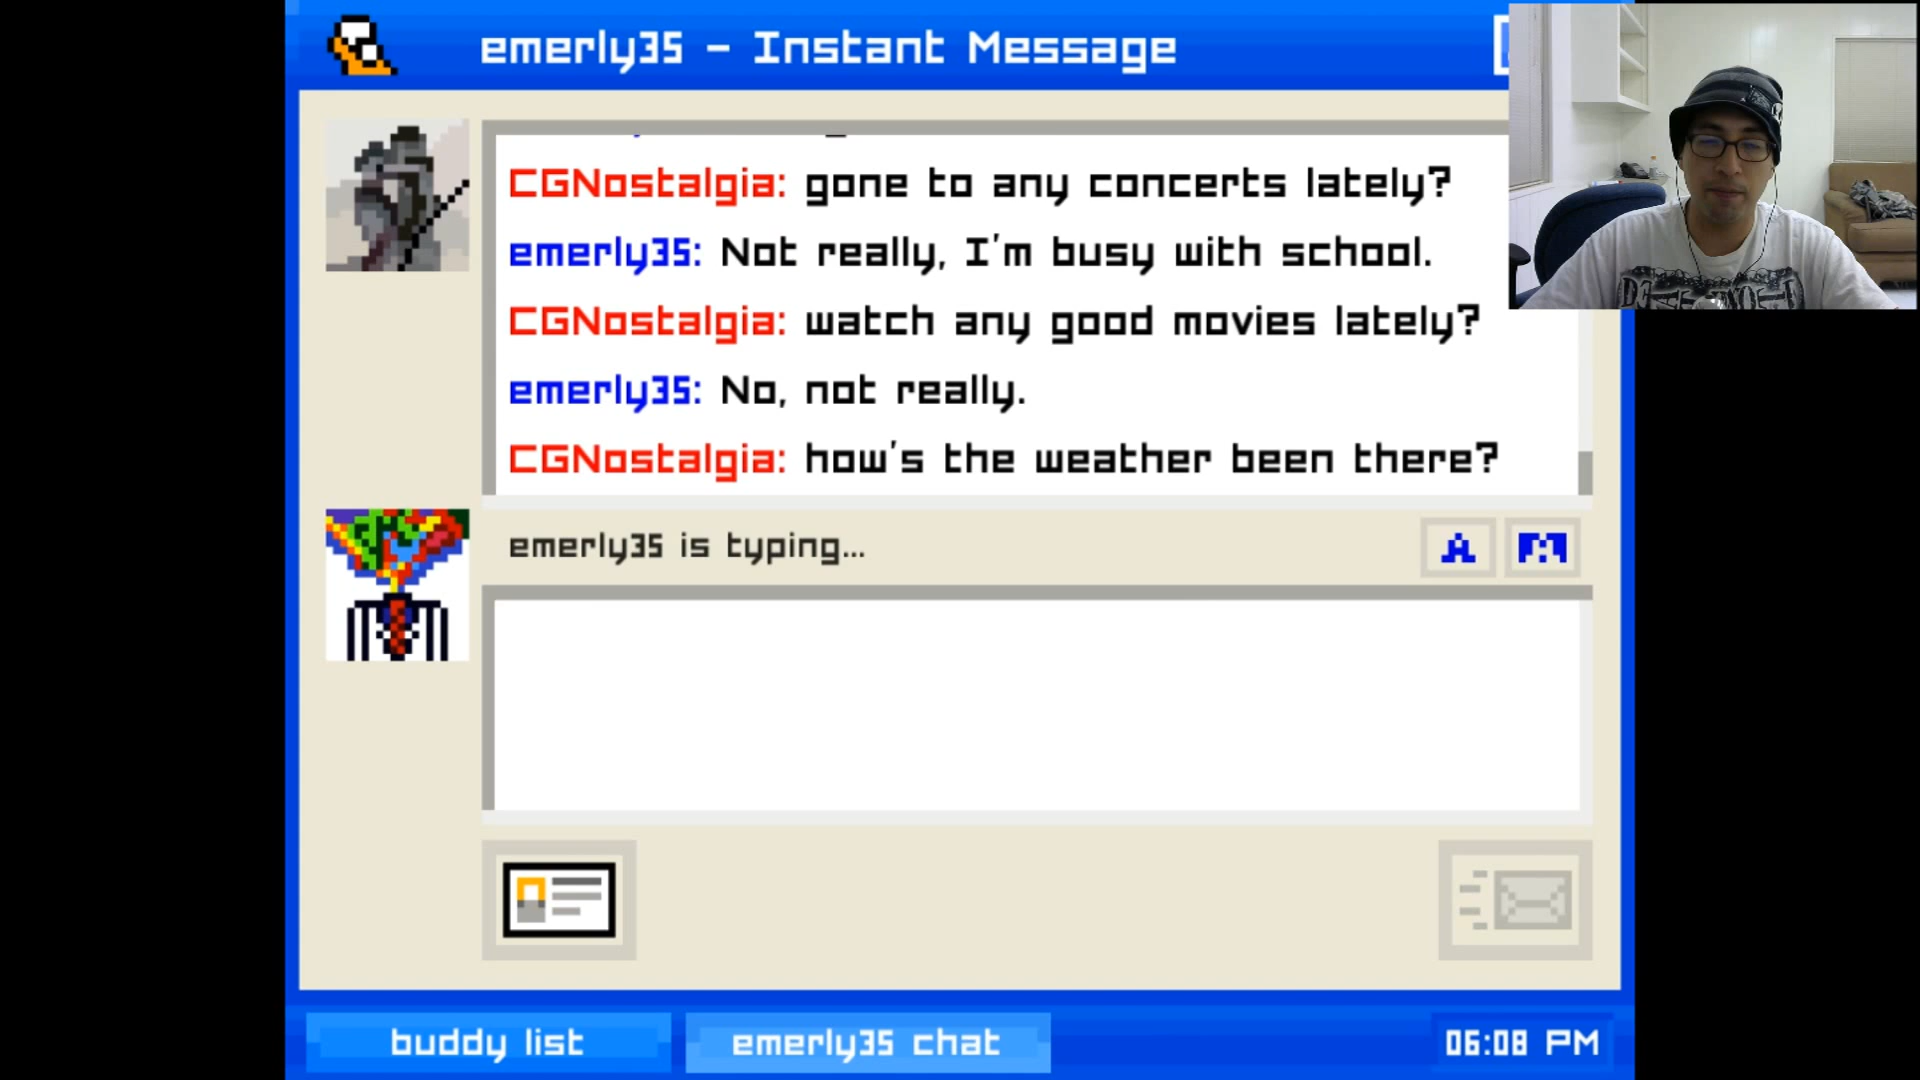 emerly35 - Instant Message
CGNostalgia: gone to any concerts lately?
emerly35: Not really, I'm busy with school.
CGNostalgia: watch any good movies lately?
emerly35: No, not really.
CGNostalgia: how's the weather been there?
emerly35 is typing...
A
buddy list
emerly35 chat
06:08 PM